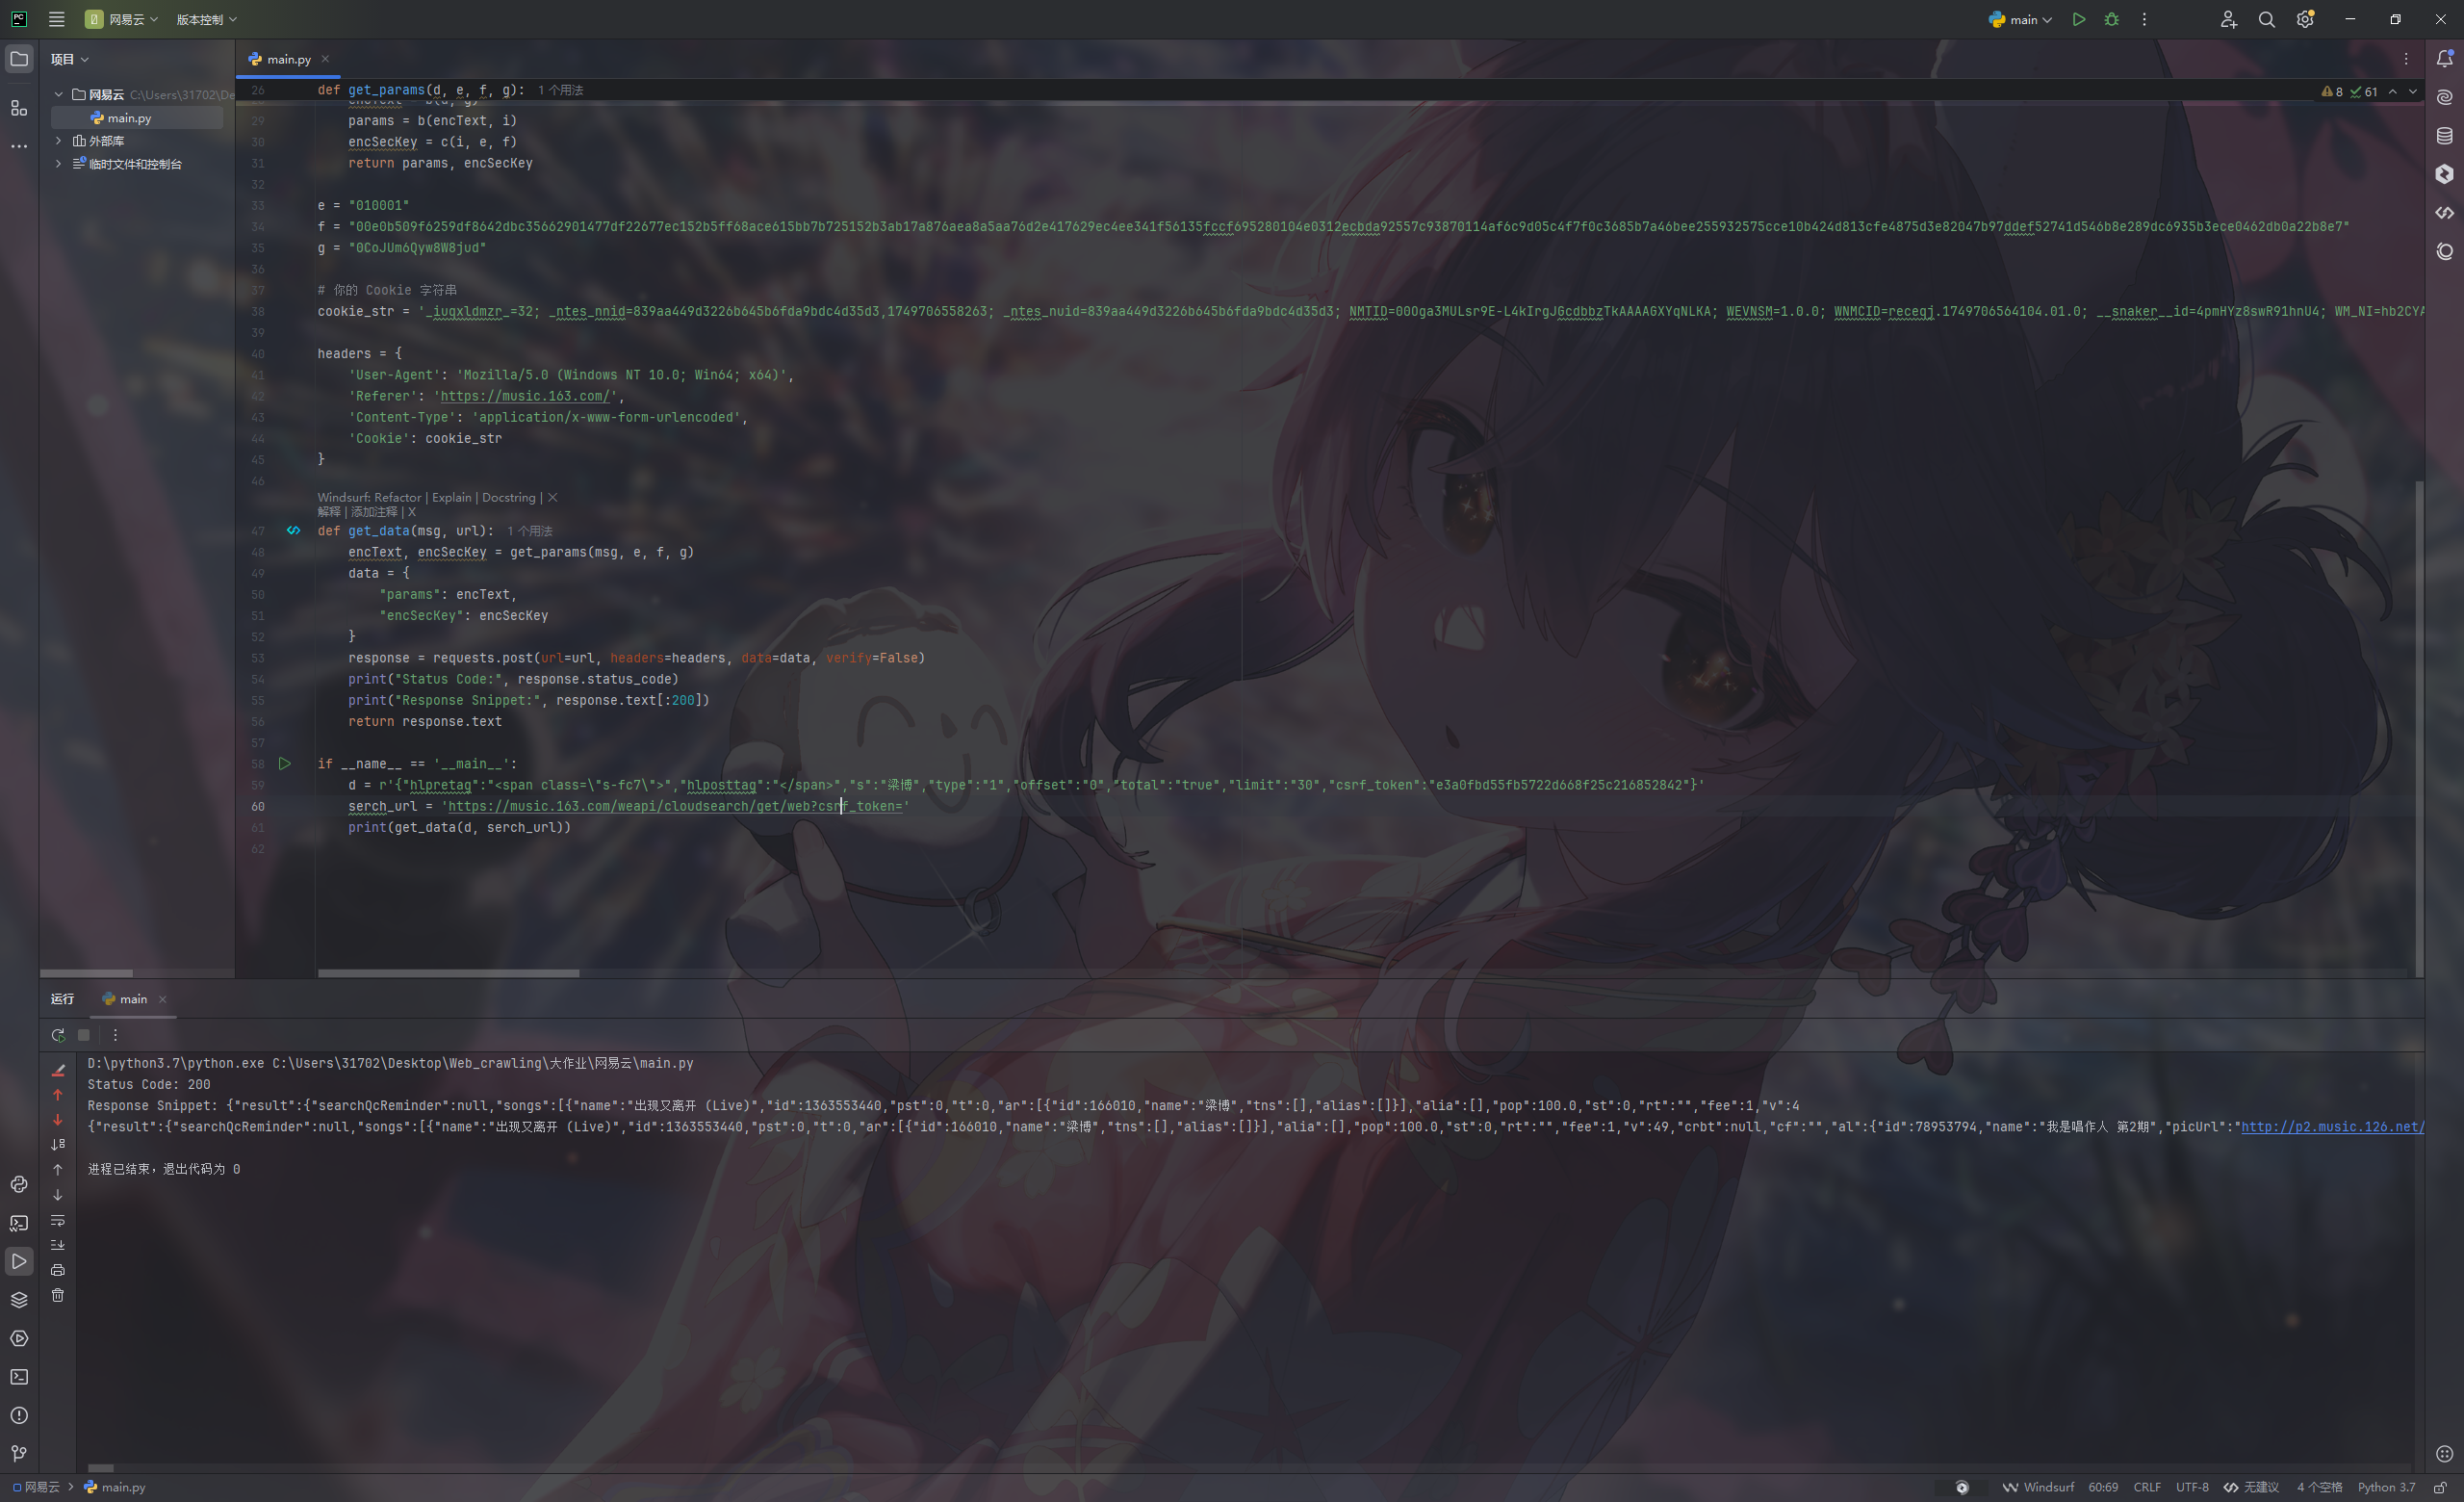 网易云
版本控制
main
项目
main.py
网易云 C:\Users\31702\De
main.py
外部库
临时文件和控制台
26 def get_params(d, e, f, g): 1 个用法
8 61
29 params = b(encText, i)
30 encSecKey = c(i, e, f)
31 return params, encSecKey
32
33 e = "010001"
34 f = "00e0b509f6259df8642dbc35662901477df22677ec152b5ff68ace615bb7b725152b3ab17a876aea8a5aa76d2e417629ec4ee341f56135fccf695280104e0312ecbda92557c93870114af6c9d05c4f7f0c3685b7a46bee255932575cce10b424d813cfe4875d3e82047b97ddef52741d546b8e289dc6935b3ece0462db0a22b8e7"
35 g = "0CoJUm6Qyw8W8jud"
36
37 # 你的 Cookie 字符串
38 cookie_str = '_iuqxldmzr_=32; _ntes_nnid=839aa449d3226b645b6fda9bdc4d35d3,1749706558263; _ntes_nuid=839aa449d3226b645b6fda9bdc4d35d3; NMTID=00Oga3MULsr9E-L4kIrgJGcdbbzTkAAAAGXYqNLKA; WEVNSM=1.0.0; WNMCID=receqj.1749706564104.01.0; __snaker__id=4pmHYz8swR91hnU4; WM_NI=hb2CYA
39
40 headers = {
41 'User-Agent': 'Mozilla/5.0 (Windows NT 10.0; Win64; x64)',
42 'Referer': 'https://music.163.com/',
43 'Content-Type': 'application/x-www-form-urlencoded',
44 'Cookie': cookie_str
45 }
46
Windsurf: Refactor | Explain | Docstring | X
解释 | 添加注释 | X
47 def get_data(msg, url): 1 个用法
48 encText, encSecKey = get_params(msg, e, f, g)
49 data = {
50 "params": encText,
51 "encSecKey": encSecKey
52 }
53 response = requests.post(url=url, headers=headers, data=data, verify=False)
54 print("Status Code:", response.status_code)
55 print("Response Snippet:", response.text[:200])
56 return response.text
57
58 if __name__ == '__main__':
59 d = r'{"hlpretag":"<span class=\"s-fc7\">","hlposttag":"</span>","s":"梁博","type":"1","offset":"0","total":"true","limit":"30","csrf_token":"e3a0fbd55fb5722d668f25c216852842"}'
60 serch_url = 'https://music.163.com/weapi/cloudsearch/get/web?csrf_token='
61 print(get_data(d, serch_url))
62
运行
main
D:\python3.7\python.exe C:\Users\31702\Desktop\Web_crawling\大作业\网易云\main.py
Status Code: 200
Response Snippet: {"result":{"searchQcReminder":null,"songs":[{"name":"出现又离开 (Live)","id":1363553440,"pst":0,"t":0,"ar":[{"id":166010,"name":"梁博","tns":[],"alias":[]}],"alia":[],"pop":100.0,"st":0,"rt":"","fee":1,"v":4
{"result":{"searchQcReminder":null,"songs":[{"name":"出现又离开 (Live)","id":1363553440,"pst":0,"t":0,"ar":[{"id":166010,"name":"梁博","tns":[],"alias":[]}],"alia":[],"pop":100.0,"st":0,"rt":"","fee":1,"v":49,"crbt":null,"cf":"","al":{"id":78953794,"name":"我是唱作人 第2期","picUrl":"http://p2.music.126.net/
进程已结束，退出代码为 0
网易云 > main.py
Windsurf 60:69 CRLF UTF-8 无建议 4 个空格 Python 3.7